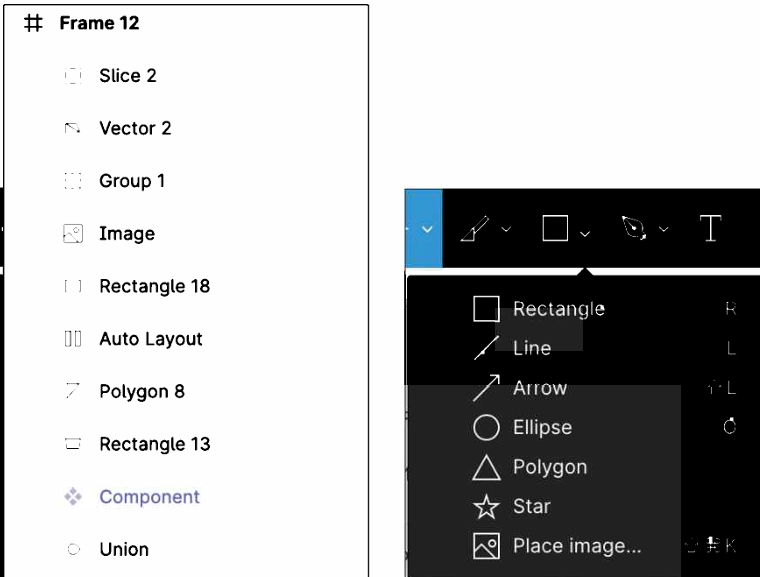 Frame 12
Slice 2
Vector 2
Group 1
Image
Rectangle 18
Auto Layout
Polygon 8
Rectangle 13
Component
Union
T
Rectangle R
Line L
Arrow L
Ellipse
Polygon
Star
Place image... ⌘ K